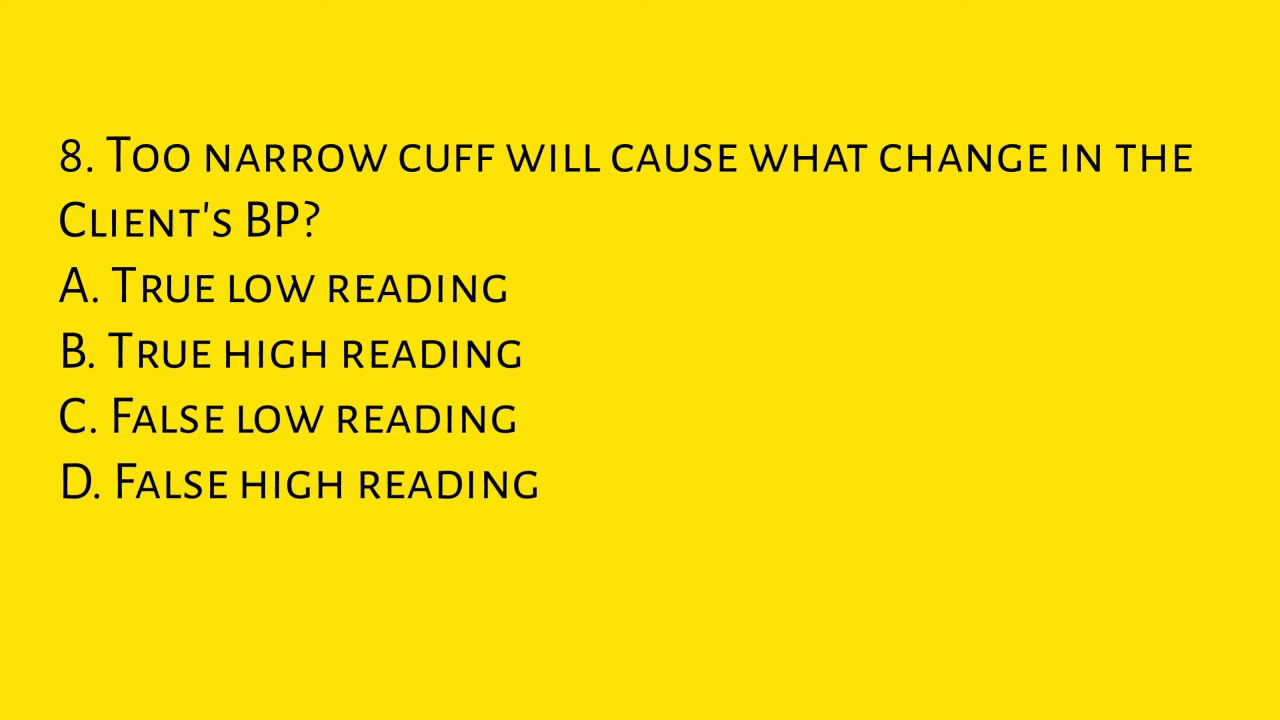 8. Too narrow cuff will cause what change in the
Client's BP?
A. True low reading
B. True high reading
C. False low reading
D. False high reading